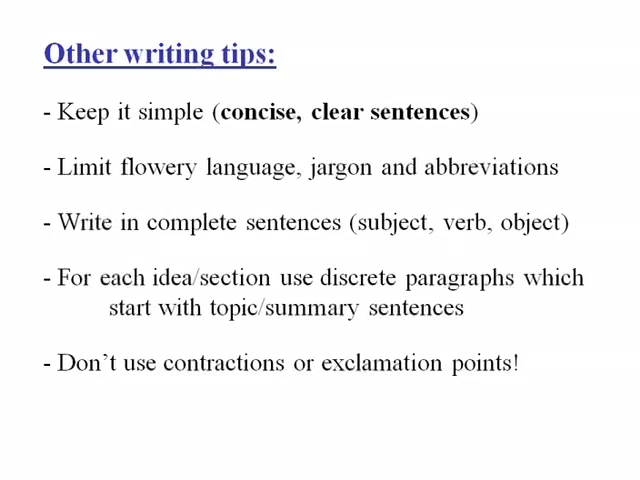 Other writing tips:
- Keep it simple (concise, clear sentences)
- Limit flowery language, jargon and abbreviations
- Write in complete sentences (subject, verb, object)
- For each idea/section use discrete paragraphs which
start with topic/summary sentences
- Don’t use contractions or exclamation points!